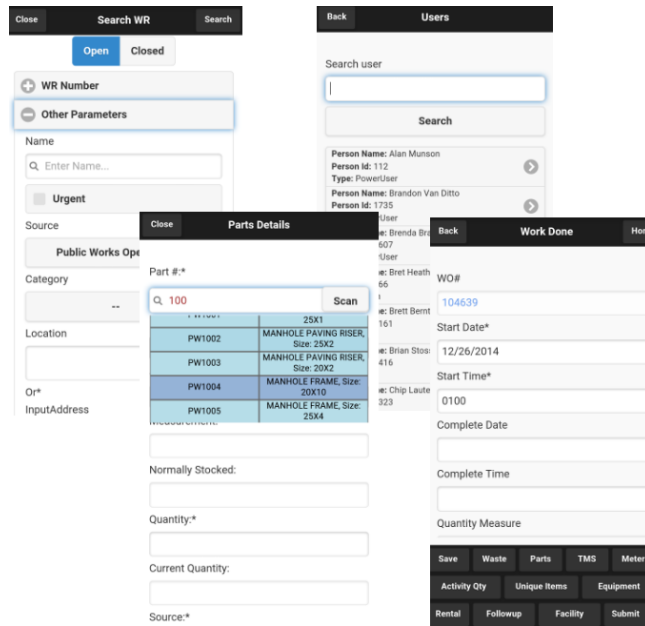 Close Search WR Search
Open Closed
WR Number
Other Parameters
Name
Enter Name...
Urgent
Source
Public Works Ope
Category
--
Location
Or*
InputAddress
Back Users
Search user
Search
Person Name: Alan Munson
Person Id: 112
Type: PowerUser
Person Name: Brandon Van Ditto
Person Id: 1735
User
e: Brenda Bra
607
User
e: Bret Heath
66
e: Brett Bernt
161
e: Brian Stos
416
e: Chip Laute
323
Close Parts Details
Part #:*
100 Scan
25X1
PW1002 MANHOLE PAVING RISER,
Size: 25X2
PW1003 MANHOLE PAVING RISER,
Size: 20X2
PW1004 MANHOLE FRAME, Size:
20X10
PW1005 MANHOLE FRAME, Size:
25X4
Measurement:
Normally Stocked:
Quantity:*
Current Quantity:
Source:*
Back Work Done Hor
WO#
104639
Start Date*
12/26/2014
Start Time*
0100
Complete Date
Complete Time
Quantity Measure
Save Waste Parts TMS Meter
Activity Qty Unique Items Equipment
Rental Followup Facility Submit